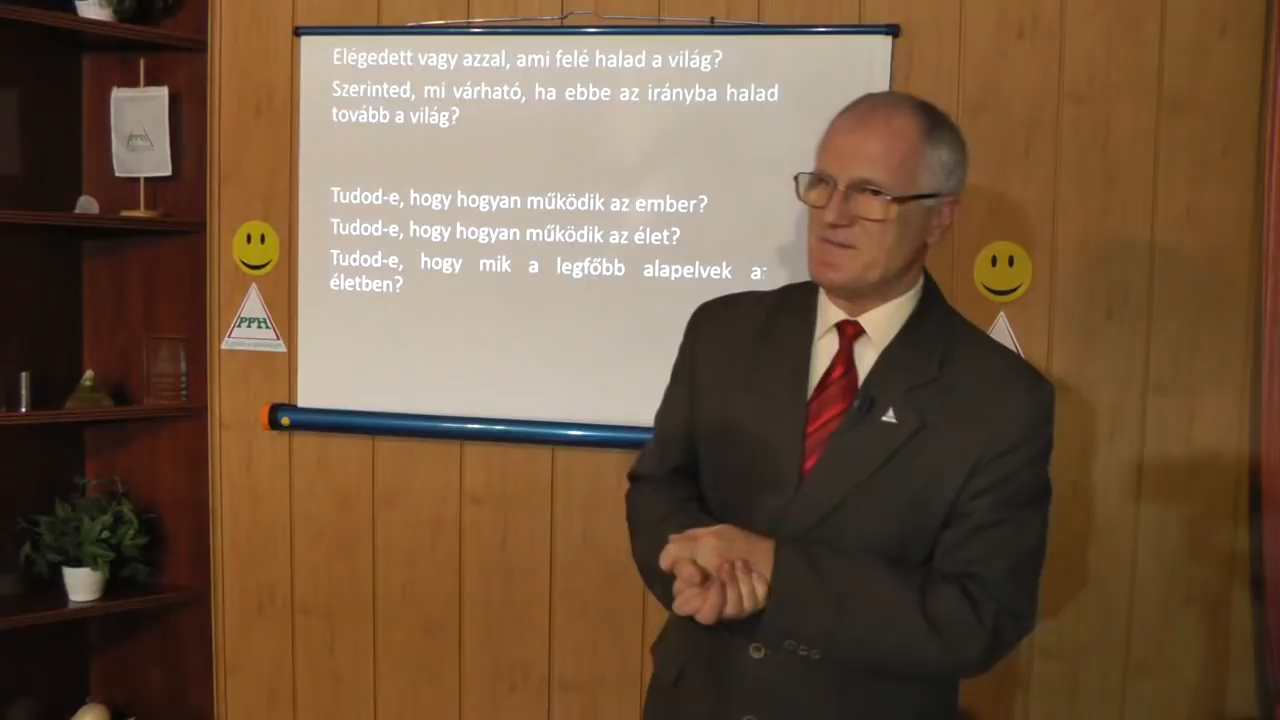 Elégedett vagy azzal, ami felé halad a világ?
Szerinted, mi várható, ha ebbe az irányba halad
tovább a világ?
Tudod-e, hogy hogyan működik az ember?
Tudod-e, hogy hogyan működik az élet?
Tudod-e, hogy mik a legfőbb alapelvek az
életben?
PPH